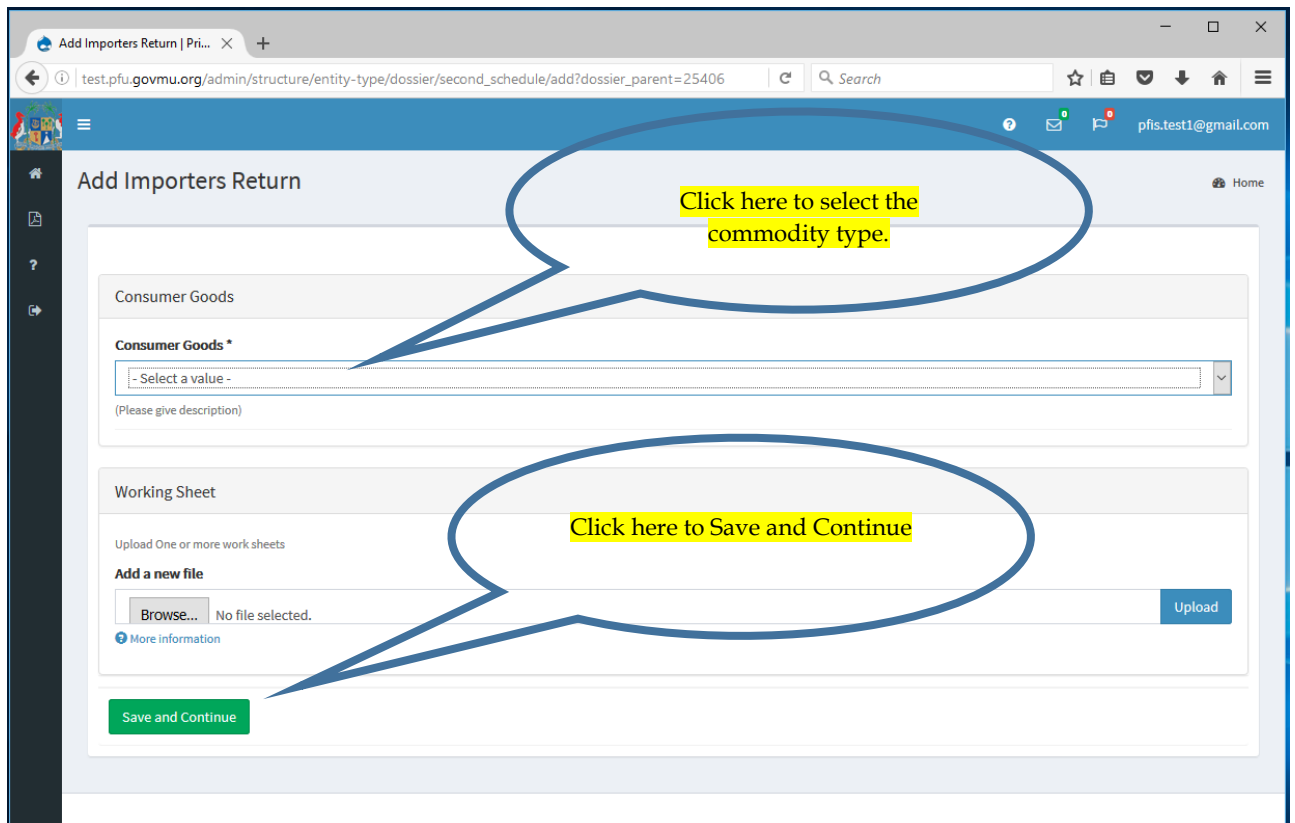 Add Importers Return | Pri...
test.pfu.govmu.org/admin/structure/entity-type/dossier/second_schedule/add?dossier_parent=25406
Search
0
0
pfis.test1@gmail.com
Add Importers Return
Home
Click here to select the
commodity type.
Consumer Goods
Consumer Goods *
- Select a value -
(Please give description)
Working Sheet
Click here to Save and Continue
Upload One or more work sheets
Add a new file
Browse... No file selected.
Upload
More information
Save and Continue